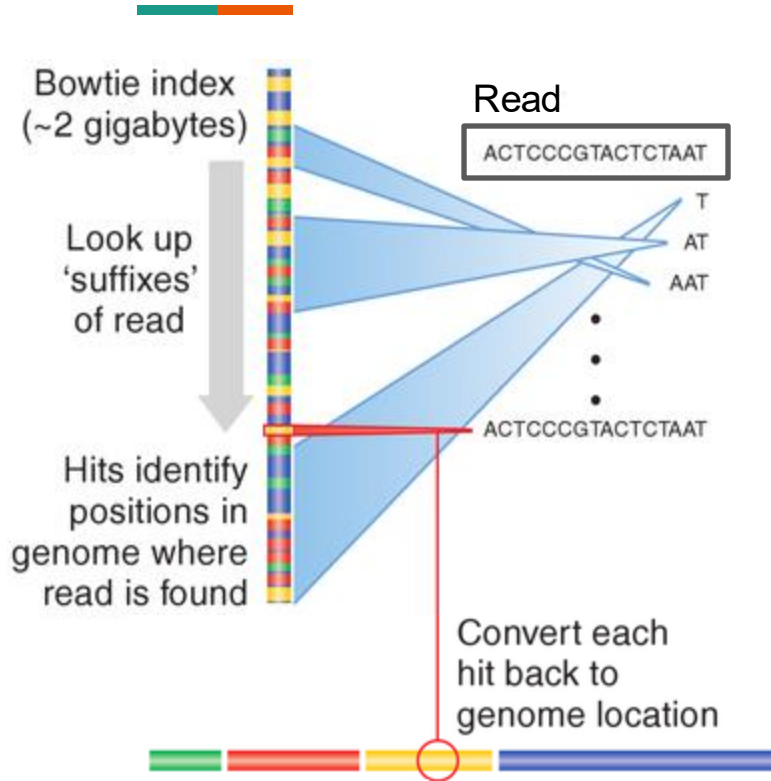 Bowtie index
(~2 gigabytes)
Read
ACTCCCGTACTCTAAT
T
AT
AAT
Look up
‘suffixes’
of read
ACTCCCGTACTCTAAT
Hits identify
positions in
genome where
read is found
Convert each
hit back to
genome location